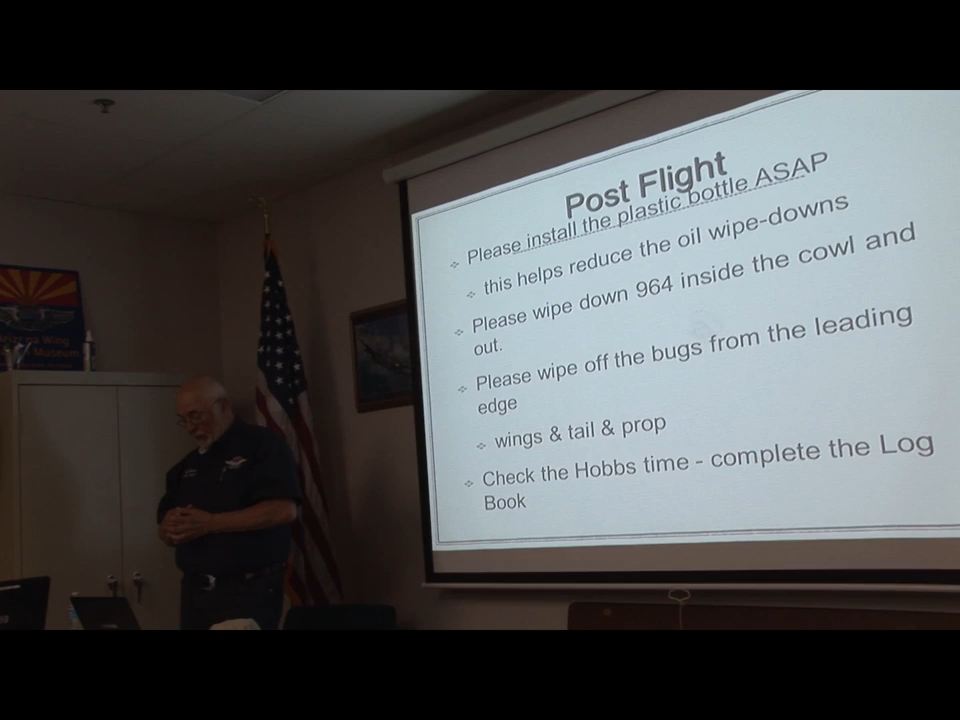 Post Flight
Please install the plastic bottle ASAP
this helps reduce the oil wipe-downs
Please wipe down 964 inside the cowl and
out.
Please wipe off the bugs from the leading
edge
wings & tail & prop
Check the Hobbs time - complete the Log
Book
Wing
Museum